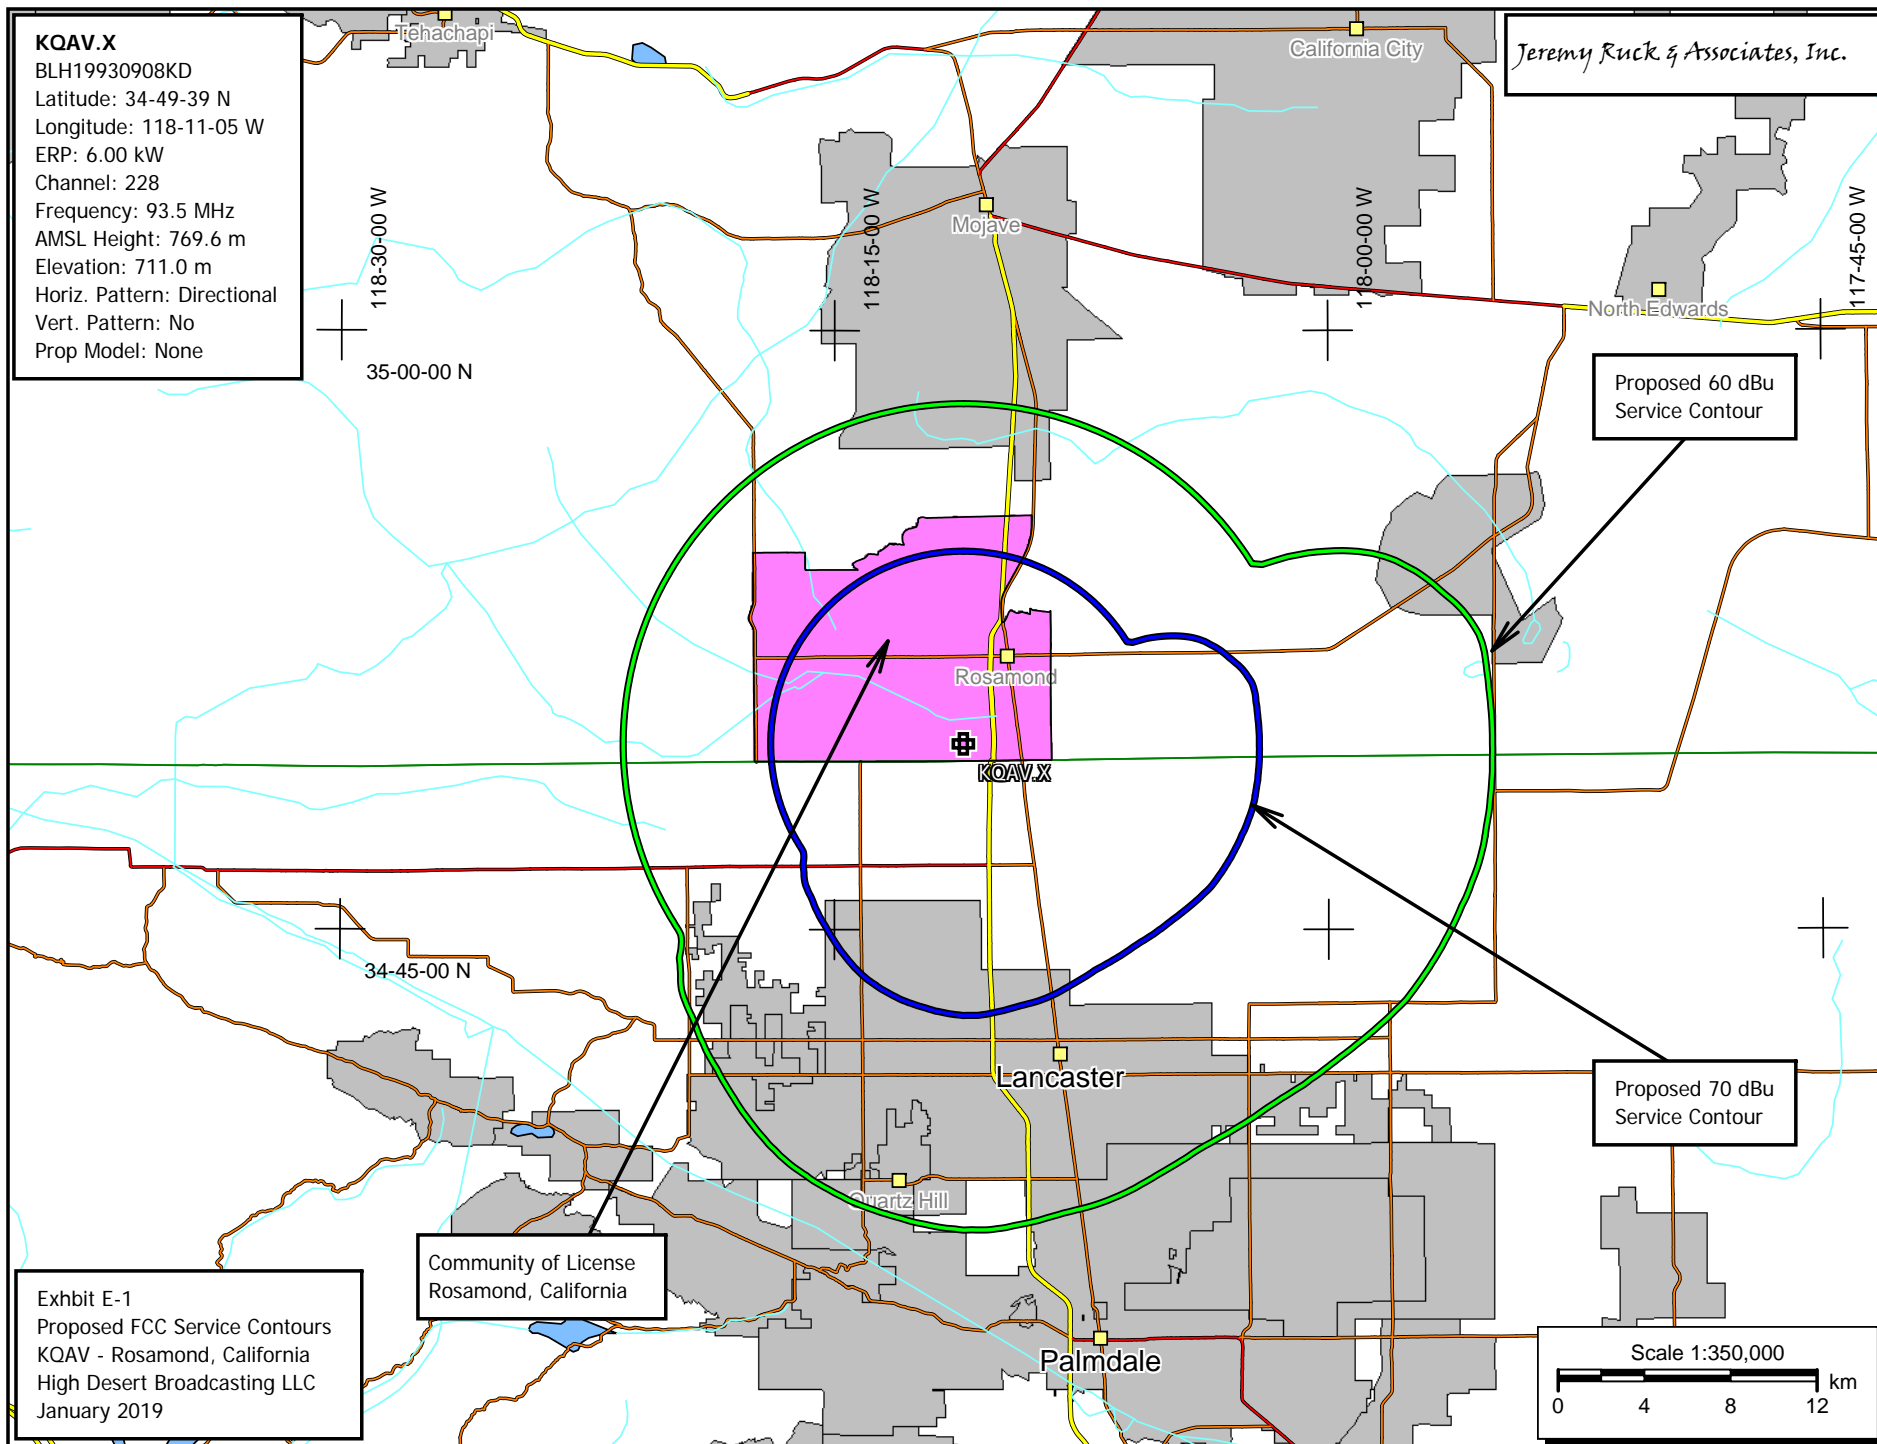 KQAV.X
BLH19930908KD
Latitude: 34-49-39 N
Longitude: 118-11-05 W
ERP: 6.00 kW
Channel: 228
Frequency: 93.5 MHz
AMSL Height: 769.6 m
Elevation: 711.0 m
Horiz. Pattern: Directional
Vert. Pattern: No
Prop Model: None
Tehachapi
California City
Jeremy Ruck & Associates, Inc.
Mojave
118-30-00 W
118-15-00 W
118-00-00 W
117-45-00 W
North Edwards
35-00-00 N
Proposed 60 dBu
Service Contour
Rosamond
KQAV.X
34-45-00 N
Lancaster
Proposed 70 dBu
Service Contour
Quartz Hill
Community of License
Rosamond, California
Exhbit E-1
Proposed FCC Service Contours
KQAV - Rosamond, California
High Desert Broadcasting LLC
January 2019
Palmdale
Scale 1:350,000
km
0 4 8 12